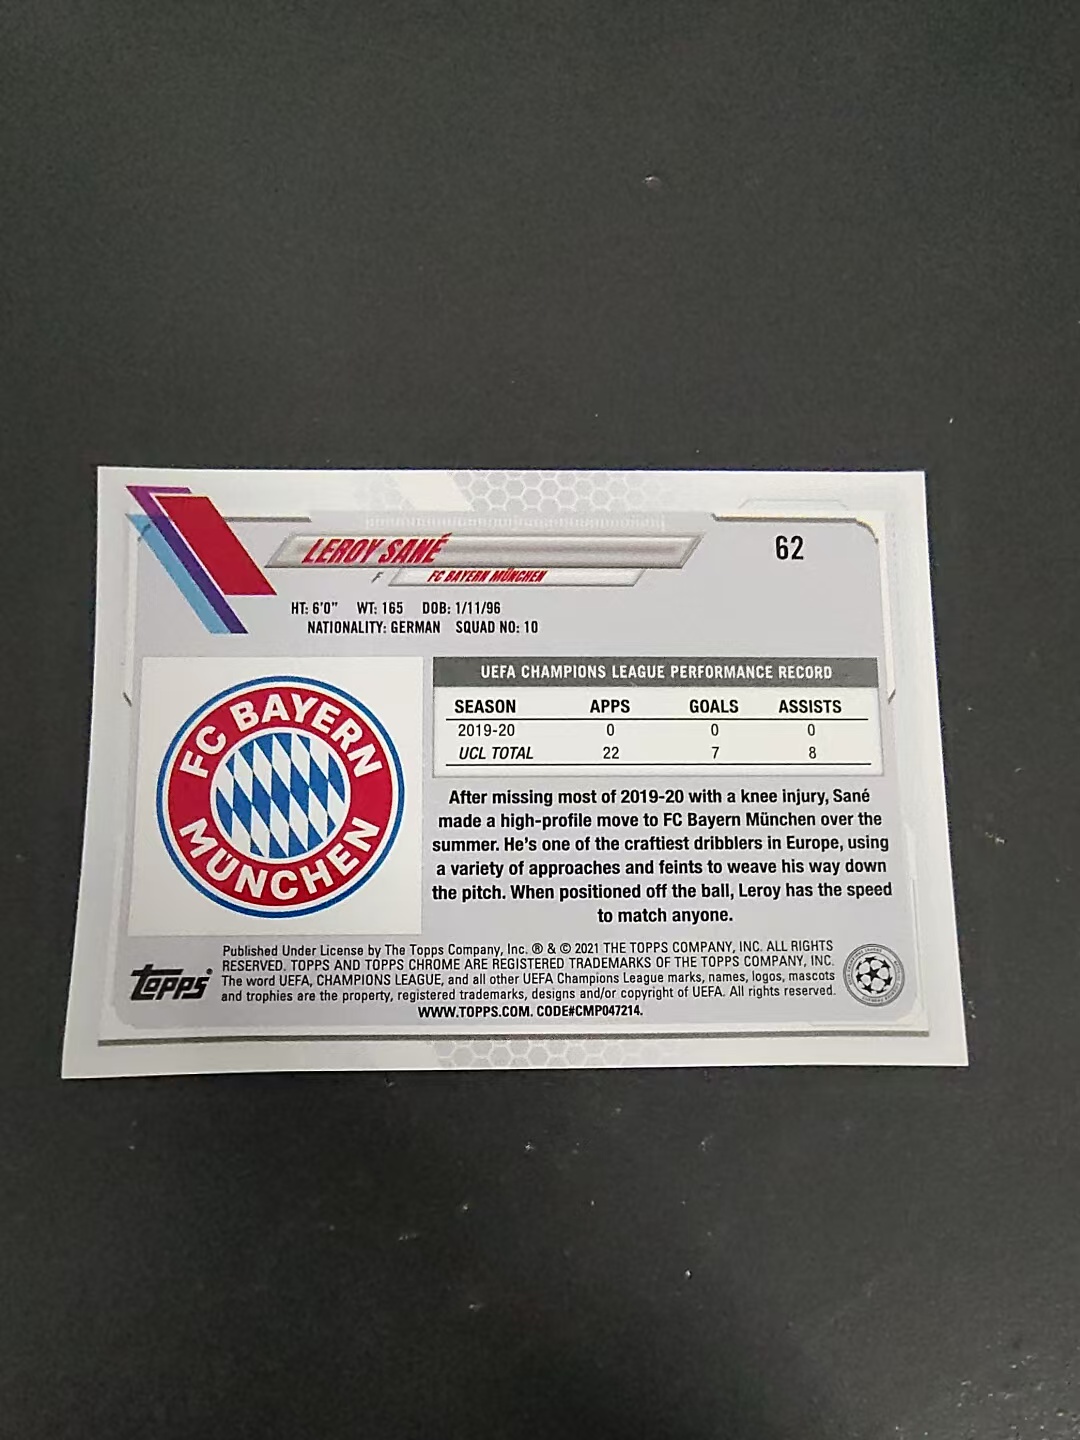 LEROY SANÉ
62
F FC BAYERN MÜNCHEN
HT: 6'0" WT: 165 DOB: 1/11/96
NATIONALITY: GERMAN SQUAD NO: 10
FC BAYERN
MÜNCHEN
UEFA CHAMPIONS LEAGUE PERFORMANCE RECORD
SEASON APPS GOALS ASSISTS
2019-20 0 0 0
UCL TOTAL 22 7 8
After missing most of 2019-20 with a knee injury, Sané
made a high-profile move to FC Bayern München over the
summer. He's one of the craftiest dribblers in Europe, using
a variety of approaches and feints to weave his way down
the pitch. When positioned off the ball, Leroy has the speed
to match anyone.
topps®
Published Under License by The Topps Company, Inc. ® & © 2021 THE TOPPS COMPANY, INC. ALL RIGHTS
RESERVED. TOPPS AND TOPPS CHROME ARE REGISTERED TRADEMARKS OF THE TOPPS COMPANY, INC.
The word UEFA, CHAMPIONS LEAGUE, and all other UEFA Champions League marks, names, logos, mascots
and trophies are the property, registered trademarks, designs and/or copyright of UEFA. All rights reserved.
WWW.TOPPS.COM. CODE#CMP047214.